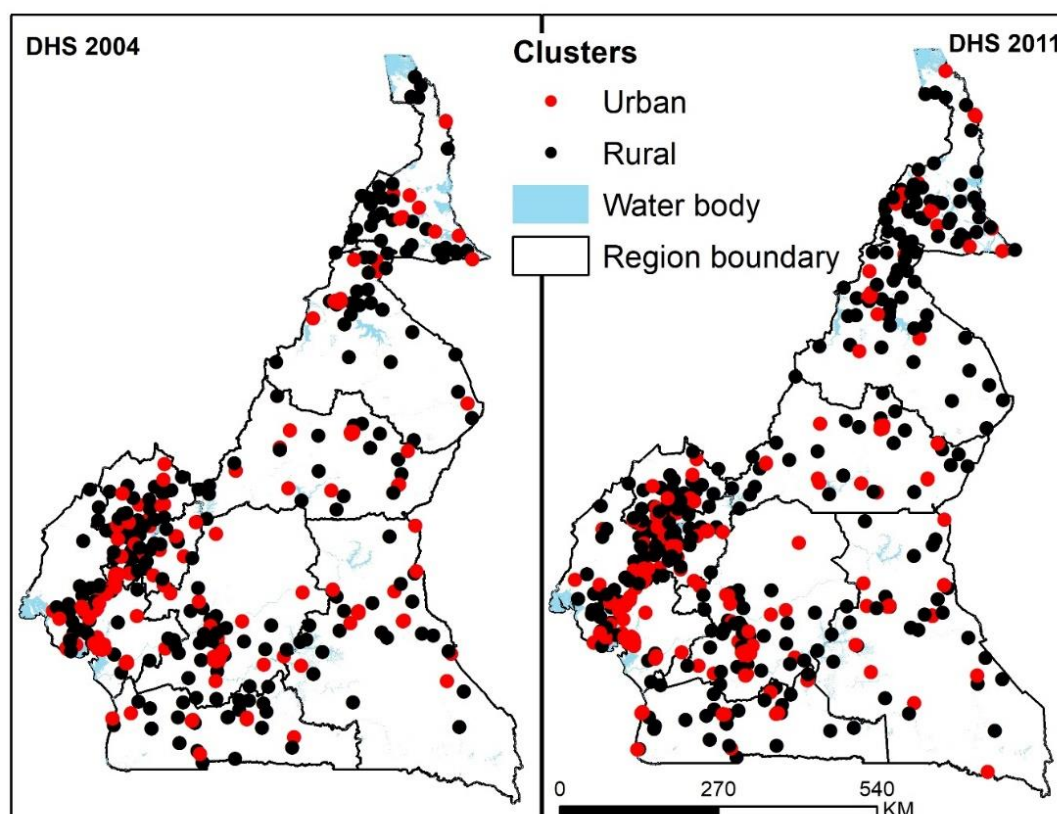 DHS 2004
DHS 2011
Clusters
Urban
Rural
Water body
Region boundary
0
270
540
KM